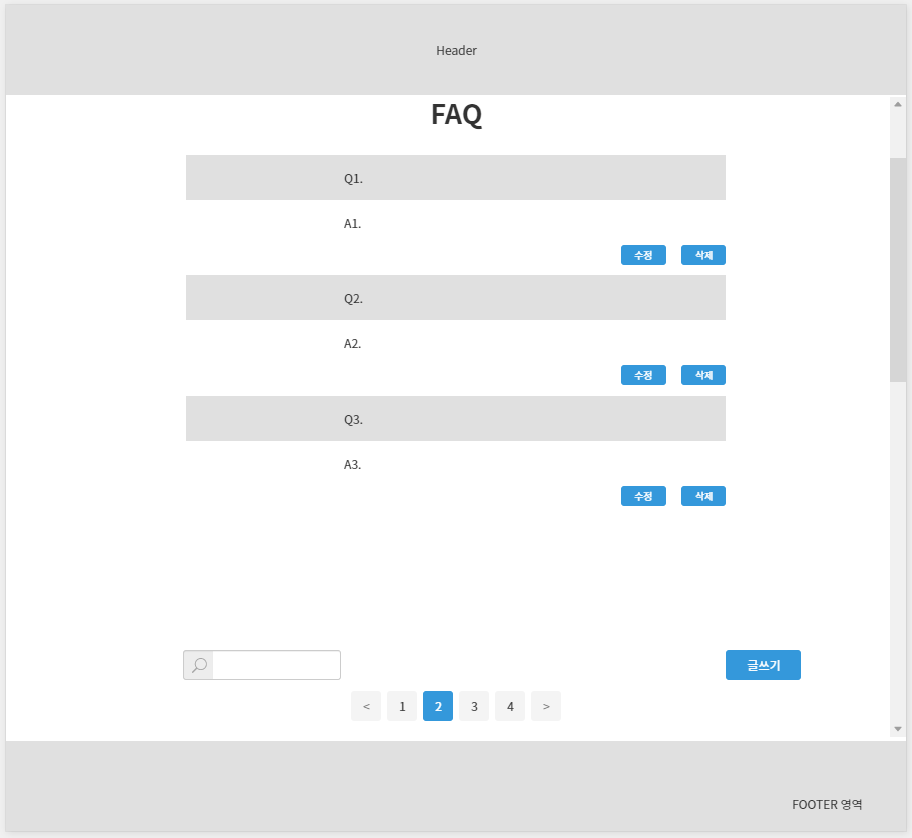 Header
FAQ
Q1.
A1.
수정 삭제
Q2.
A2.
수정 삭제
Q3.
A3.
수정 삭제
글쓰기
< 1 2 3 4 >
FOOTER 영역